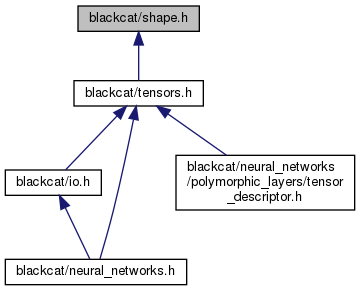 blackcat/shape.h
blackcat/tensors.h
blackcat/neural_networks
/polymorphic_layers/tensor
_descriptor.h
blackcat/io.h
blackcat/neural_networks.h